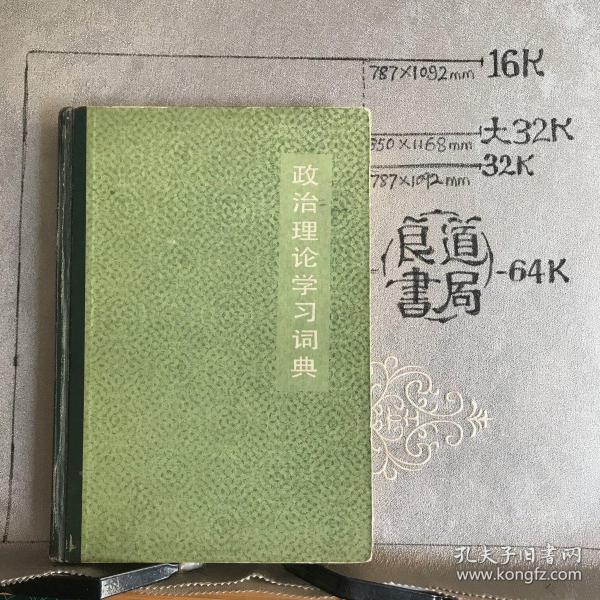 政治理论学习词典
787×1092mm 16K
850×1168mm 大32K
787×1092mm 32K
良道
書局
-64K
孔夫子旧书网
www.kongfz.com